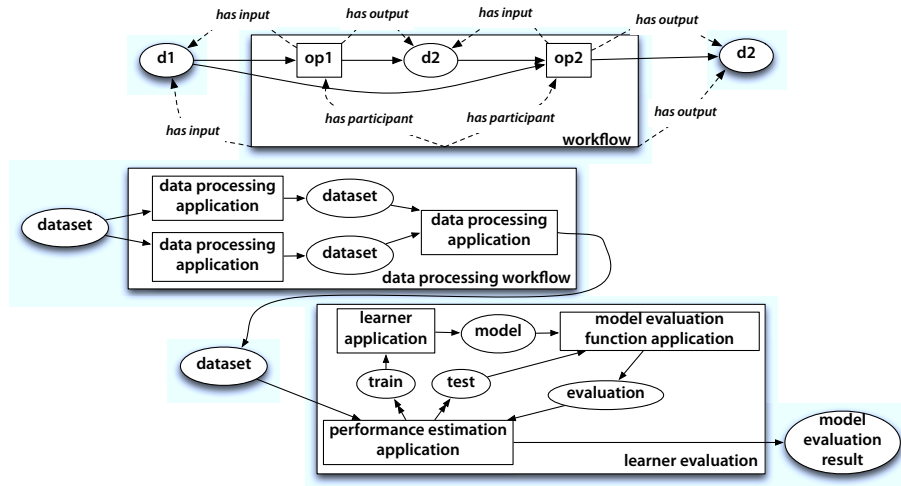 has input
has output
has input
has output
d1
op1
d2
op2
d2
has input
has participant
has participant
has output
workflow
data processing
application
dataset
dataset
data processing
application
data processing
application
dataset
data processing workflow
learner
application
model
model evaluation
function application
dataset
train
test
evaluation
performance estimation
application
model
evaluation
result
learner evaluation